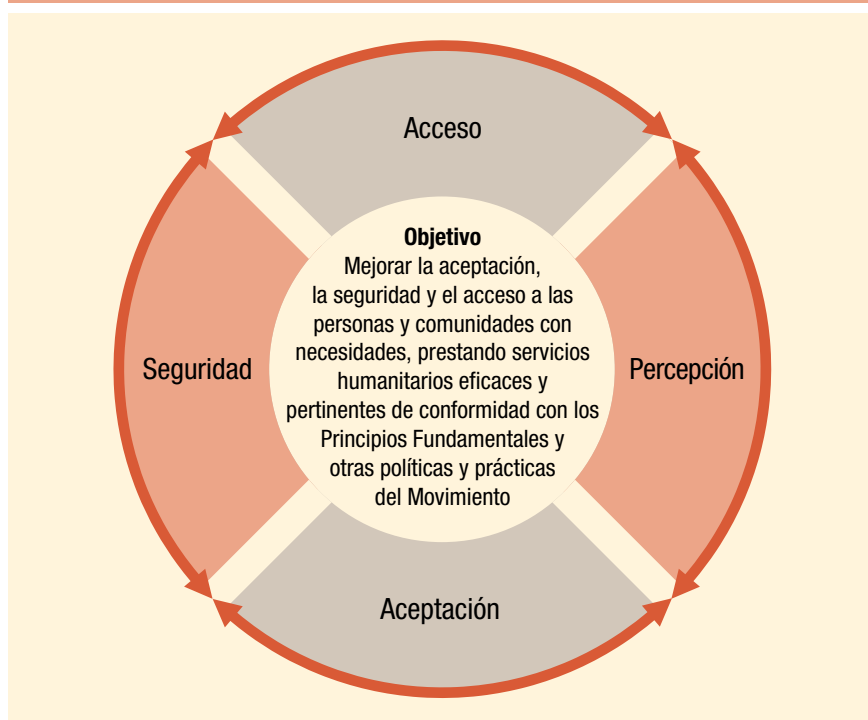 Acceso
Objetivo
Mejorar la aceptación,
la seguridad y el acceso a las
personas y comunidades con
necesidades, prestando servicios
humanitarios eficaces y
pertinentes de conformidad con los
Principios Fundamentales y
otras políticas y prácticas
del Movimiento
Seguridad
Percepción
Aceptación